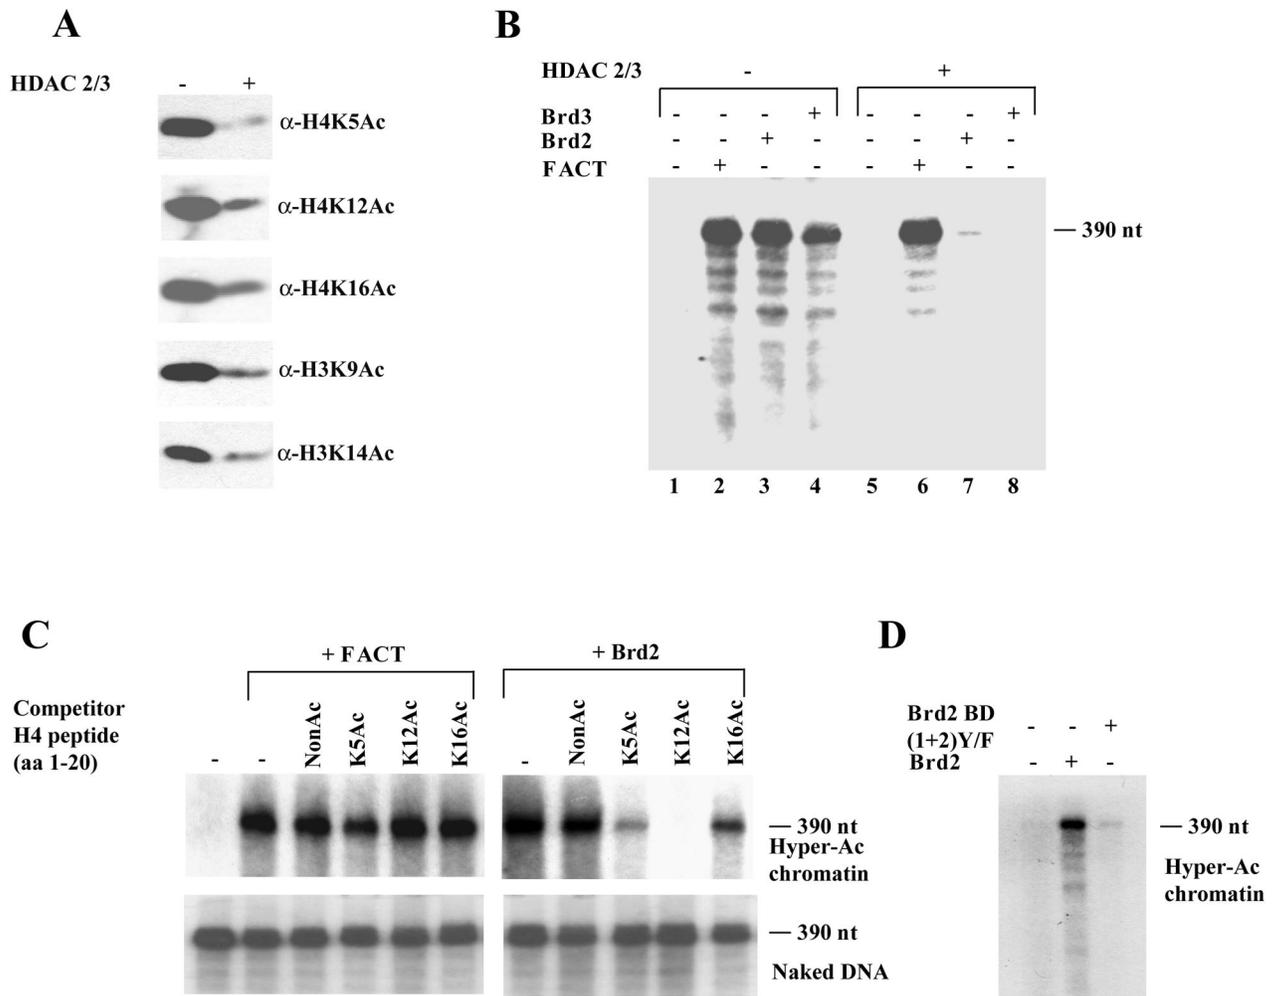 A
HDAC 2/3 - +
α-H4K5Ac
α-H4K12Ac
α-H4K16Ac
α-H3K9Ac
α-H3K14Ac
B
HDAC 2/3 - +
Brd3 - - - + - - - +
Brd2 - - + - - - + -
FACT - + - - - + - -
390 nt
1 2 3 4 5 6 7 8
C
+ FACT + Brd2
Competitor
H4 peptide
(aa 1-20)
- - NonAc K5Ac K12Ac K16Ac - NonAc K5Ac K12Ac K16Ac
390 nt
Hyper-Ac
chromatin
390 nt
Naked DNA
D
Brd2 BD
(1+2)Y/F - - +
Brd2 - + -
390 nt
Hyper-Ac
chromatin